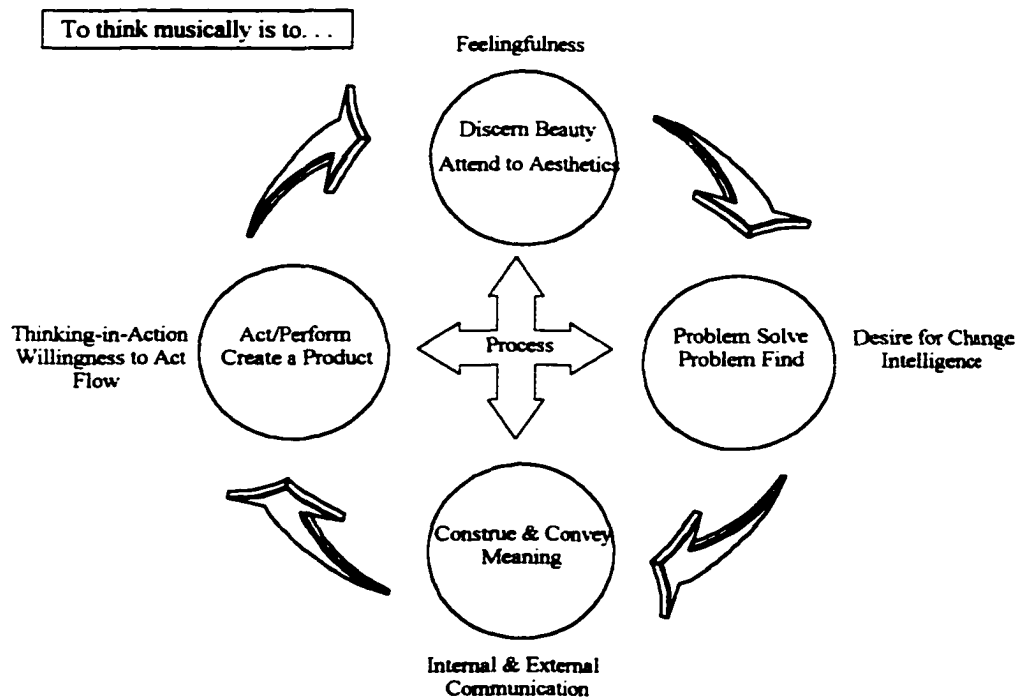 To think musically is to. . .
Feelingfulness
Discern Beauty
Attend to Aesthetics
Thinking-in-Action
Willingness to Act
Flow
Act/Perform
Create a Product
Process
Problem Solve
Problem Find
Desire for Change
Intelligence
Construe & Convey
Meaning
Internal & External
Communication